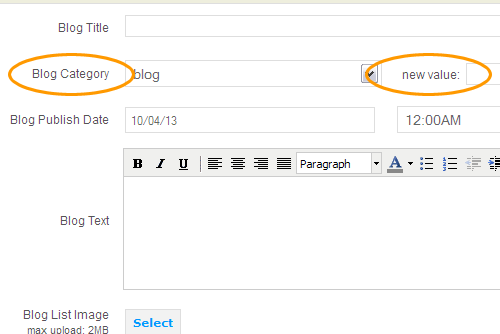 Blog Title
Blog Category blog new value:
Blog Publish Date 10/04/13 12:00AM
B I U Paragraph A
Blog Text
Blog List Image
max upload: 2MB
Select